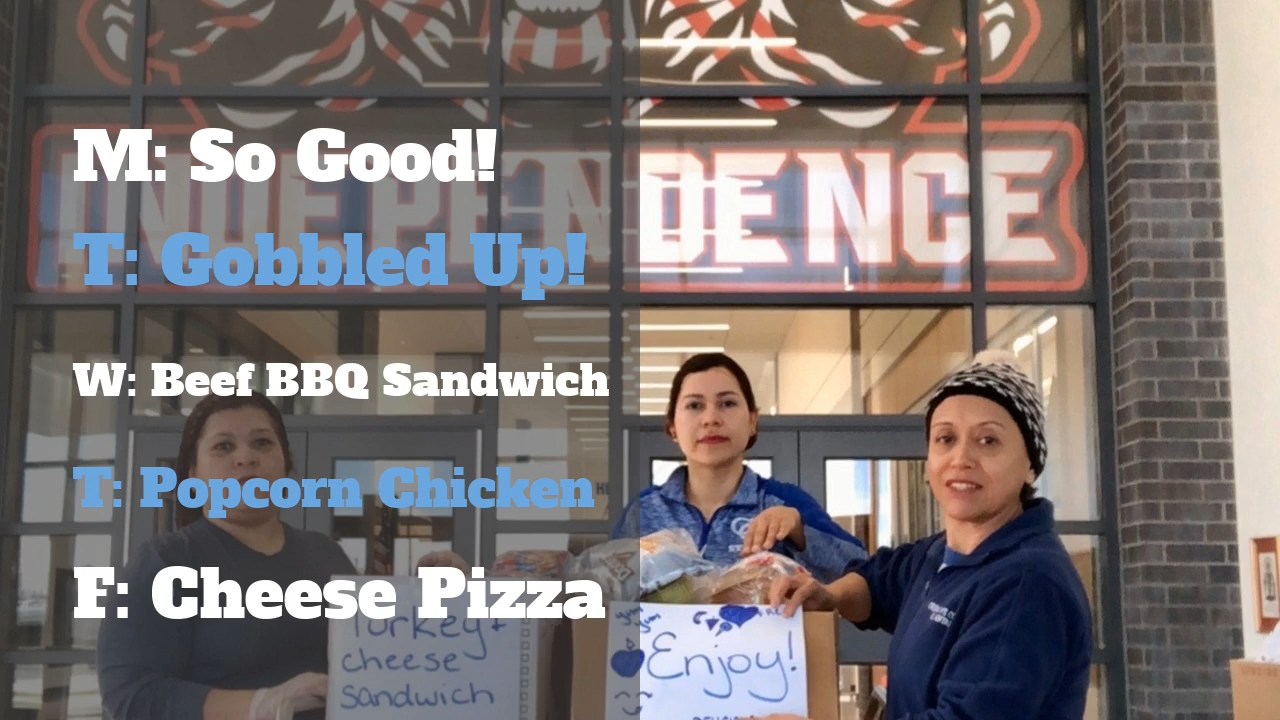 INDEPENDENCE
M: So Good!
T: Gobbled Up!
W: Beef BBQ Sandwich
T: Popcorn Chicken
F: Cheese Pizza
Turkey +
cheese
sandwich
Enjoy!